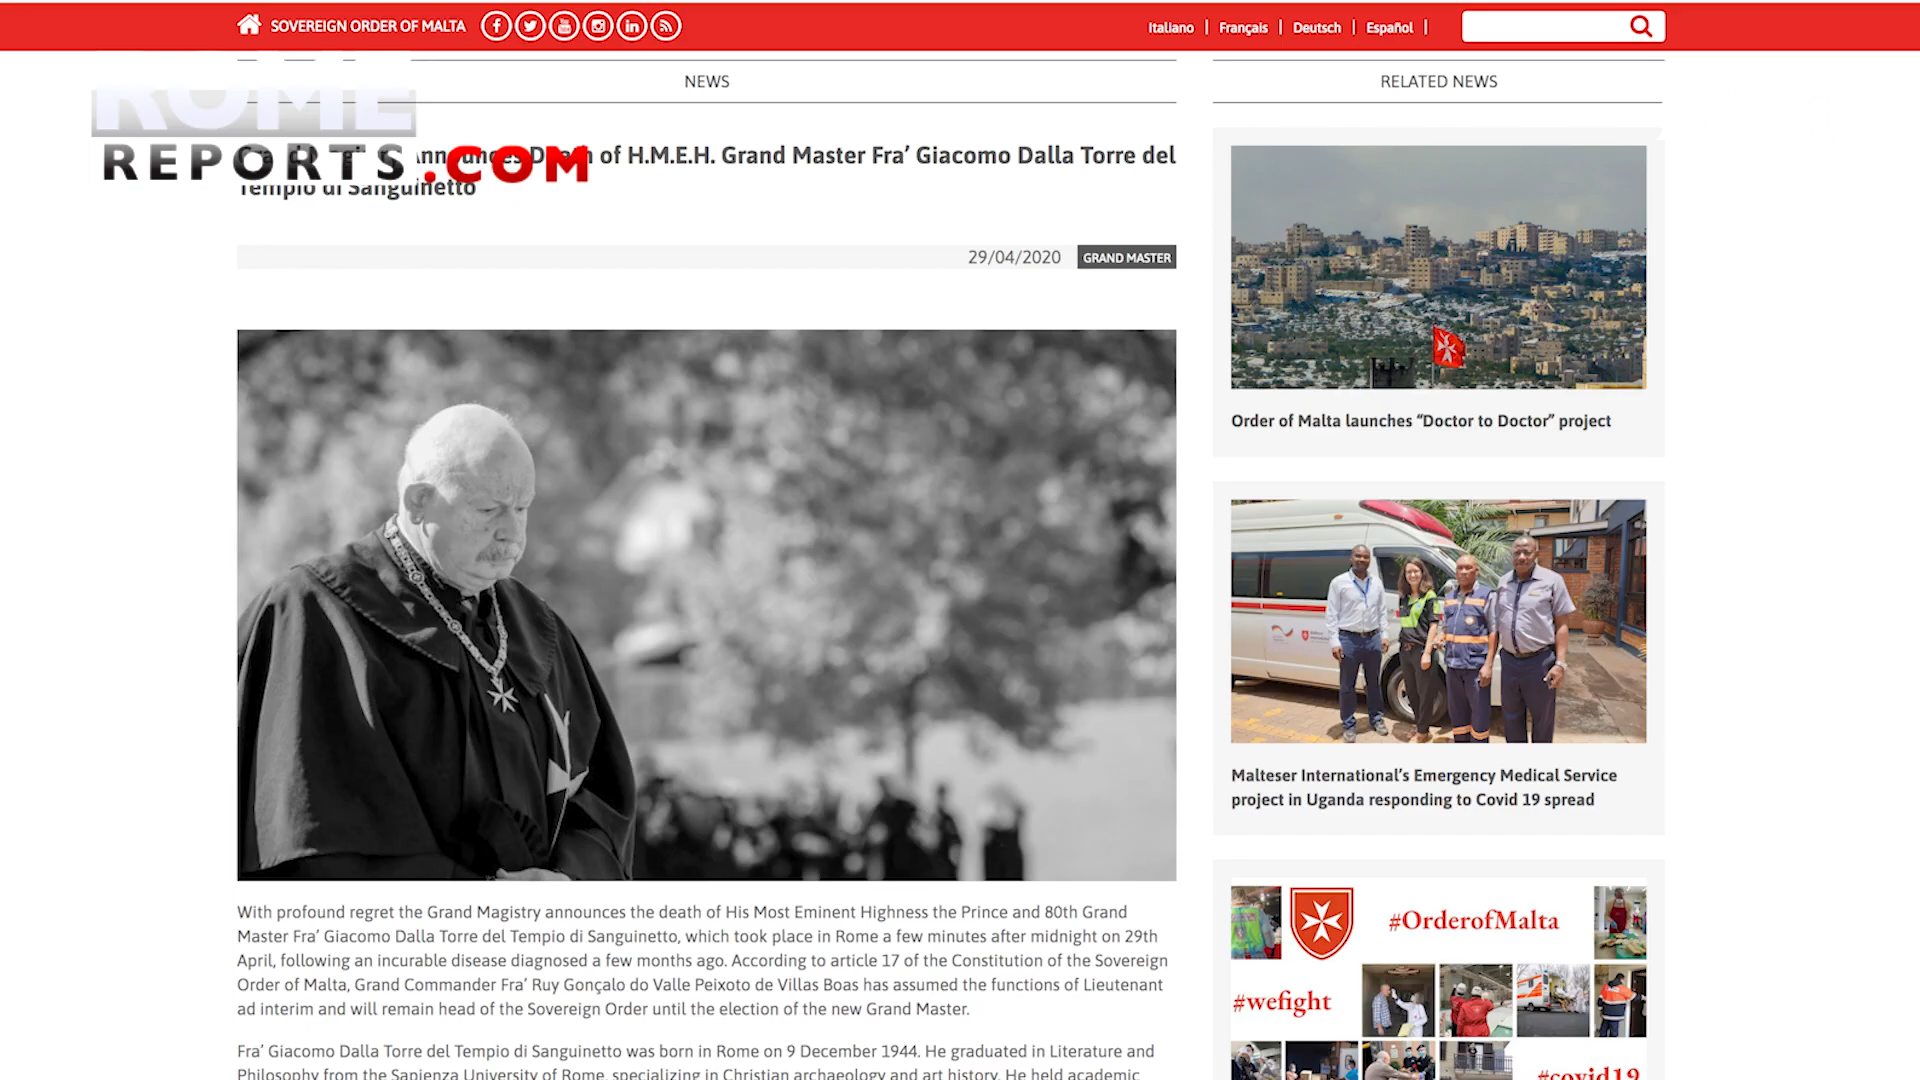 SOVEREIGN ORDER OF MALTA
Italiano | Français | Deutsch | Español |
NEWS
RELATED NEWS
ROME
REPORTS.COM
Death of H.M.E.H. Grand Master Fra’ Giacomo Dalla Torre del
Tempio di Sanguinetto
29/04/2020 GRAND MASTER
With profound regret the Grand Magistry announces the death of His Most Eminent Highness the Prince and 80th Grand
Master Fra’ Giacomo Dalla Torre del Tempio di Sanguinetto, which took place in Rome a few minutes after midnight on 29th
April, following an incurable disease diagnosed a few months ago. According to article 17 of the Constitution of the Sovereign
Order of Malta, Grand Commander Fra’ Ruy Gonçalo do Valle Peixoto de Villas Boas has assumed the functions of Lieutenant
ad interim and will remain head of the Sovereign Order until the election of the new Grand Master.
Fra’ Giacomo Dalla Torre del Tempio di Sanguinetto was born in Rome on 9 December 1944. He graduated in Literature and
Philosophy from the Sapienza University of Rome, specializing in Christian archaeology and art history. He held academic
Order of Malta launches “Doctor to Doctor” project
Malteser International’s Emergency Medical Service
project in Uganda responding to Covid 19 spread
#OrderofMalta
#wefight
#covid19